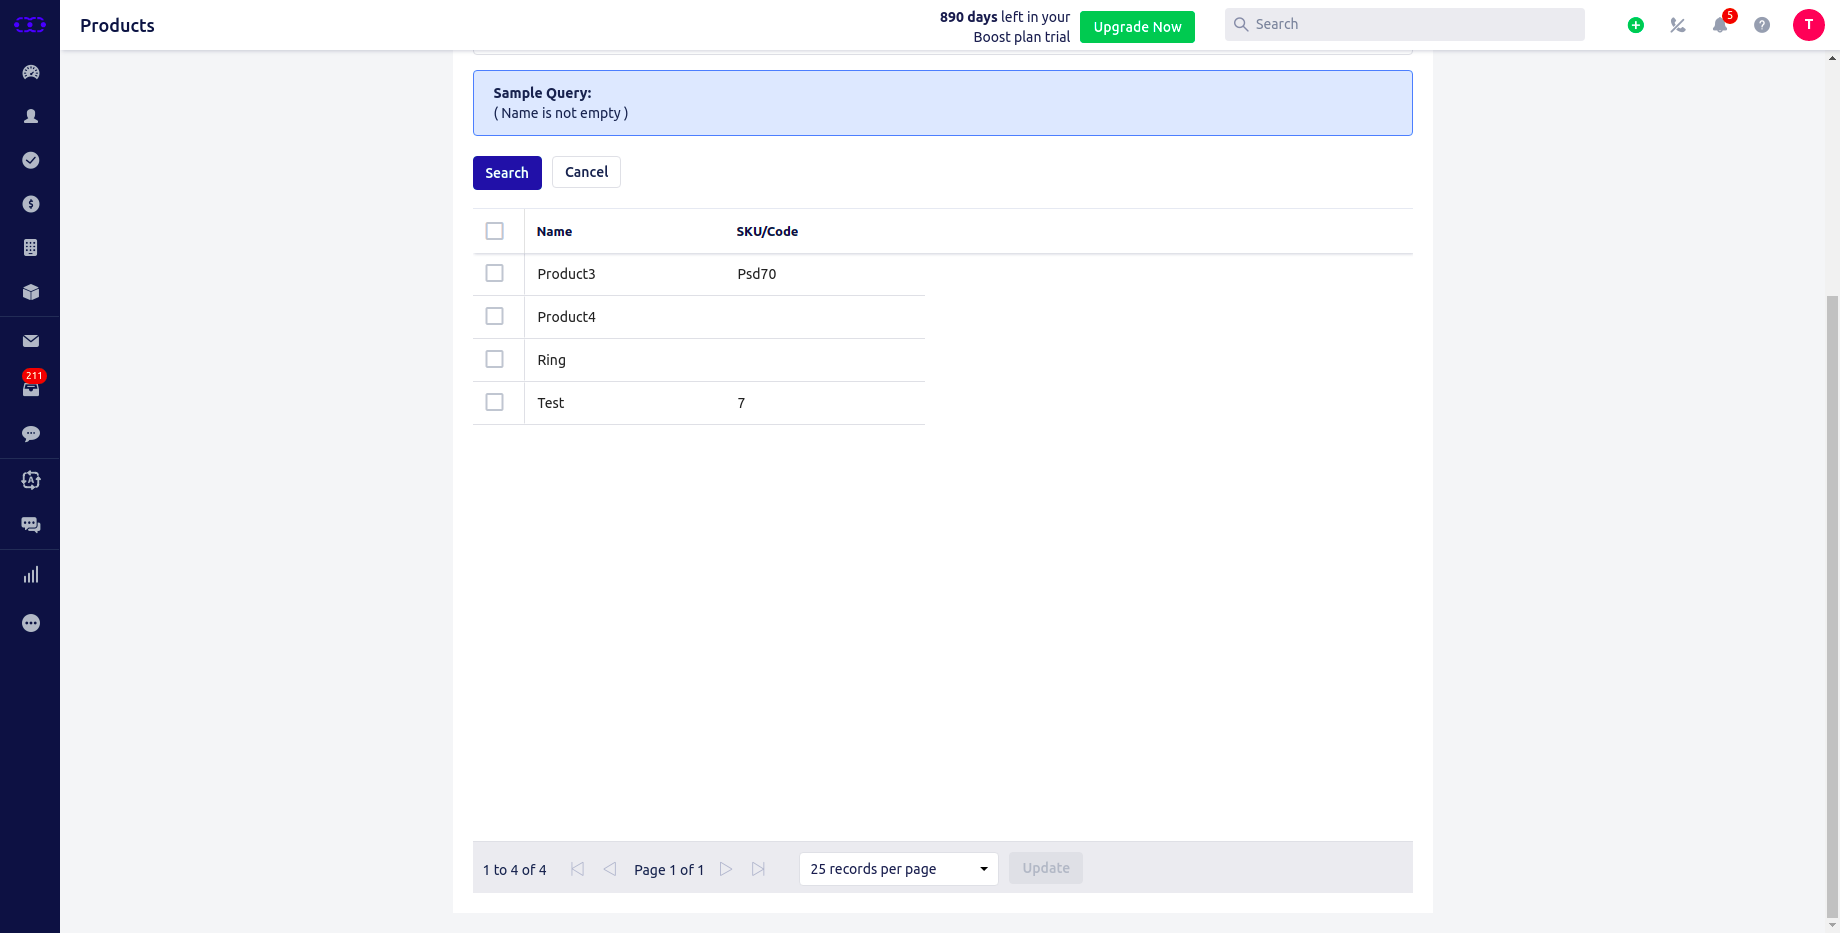 Products
890 days left in your
Boost plan trial
Upgrade Now
Search
5
T
211
Sample Query:
( Name is not empty )
Search
Cancel
Name
SKU/Code
Product3
Psd70
Product4
Ring
Test
7
1 to 4 of 4
Page 1 of 1
25 records per page
Update